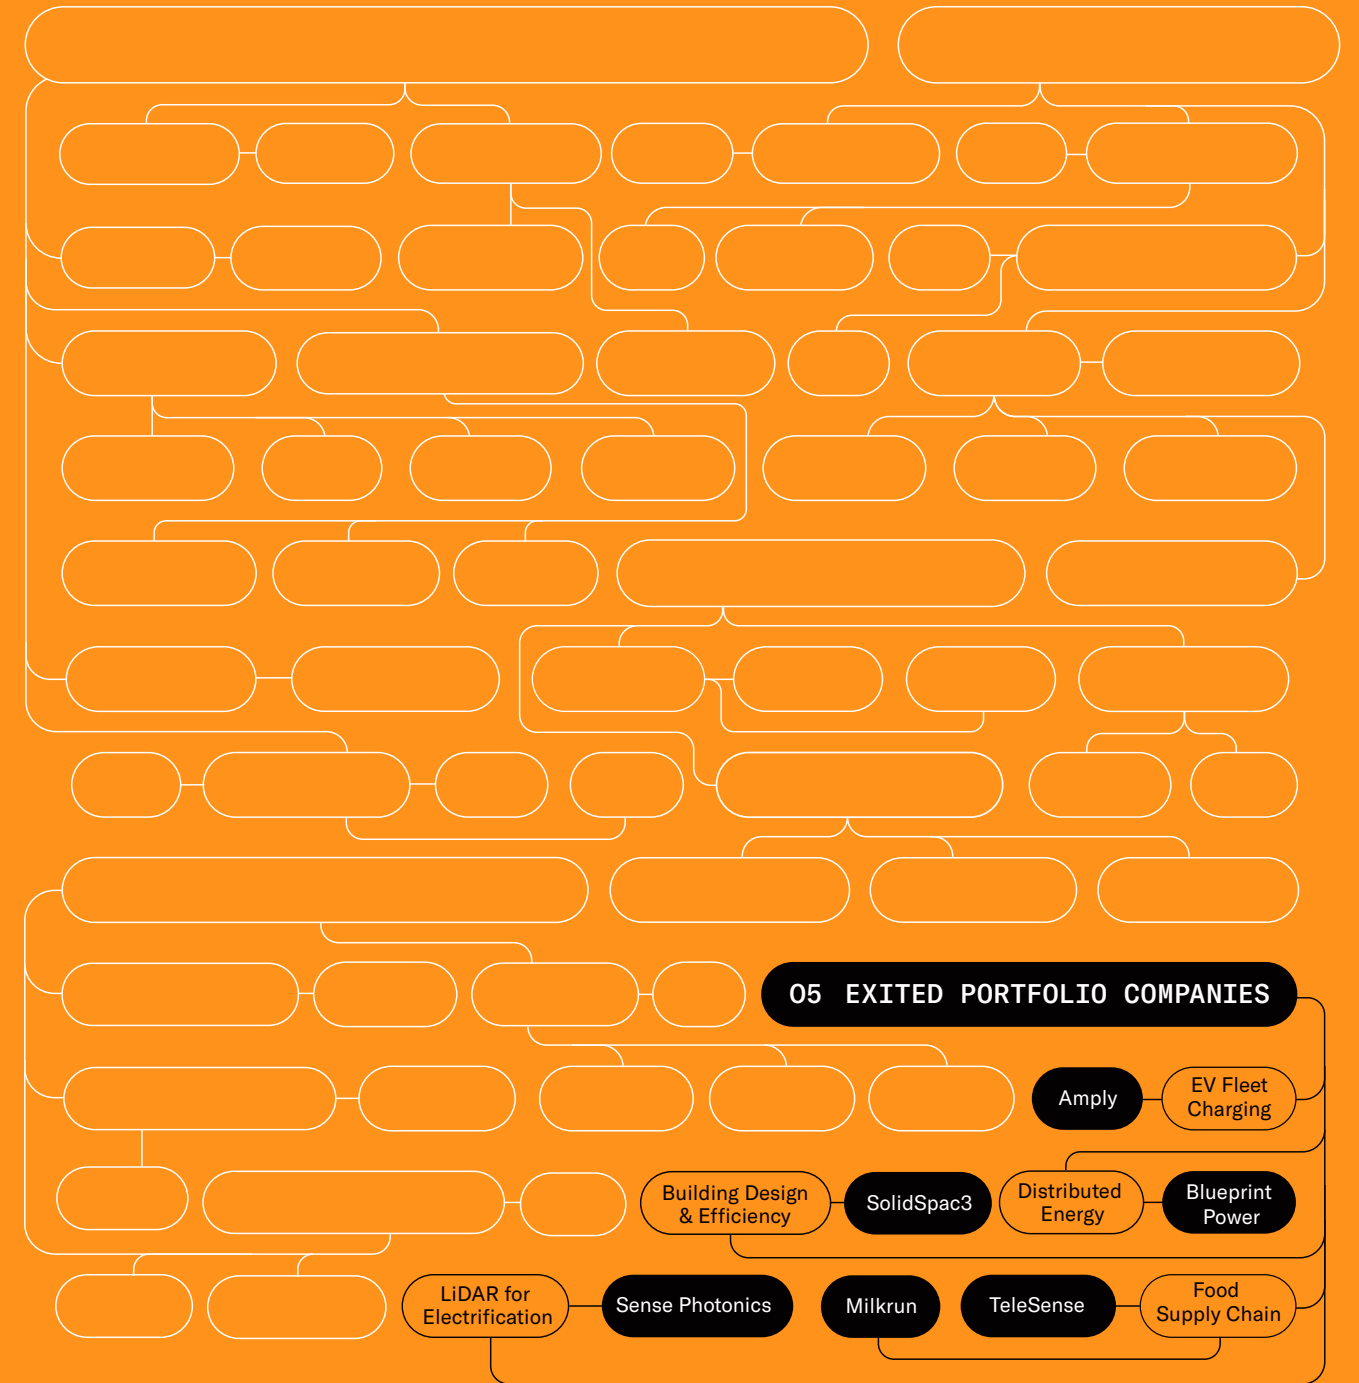 05 EXITED PORTFOLIO COMPANIES
Amply
EV Fleet
Charging
Building Design
& Efficiency
SolidSpac3
Distributed
Energy
Blueprint
Power
LiDAR for
Electrification
Sense Photonics
Milkrun
TeleSense
Food
Supply Chain